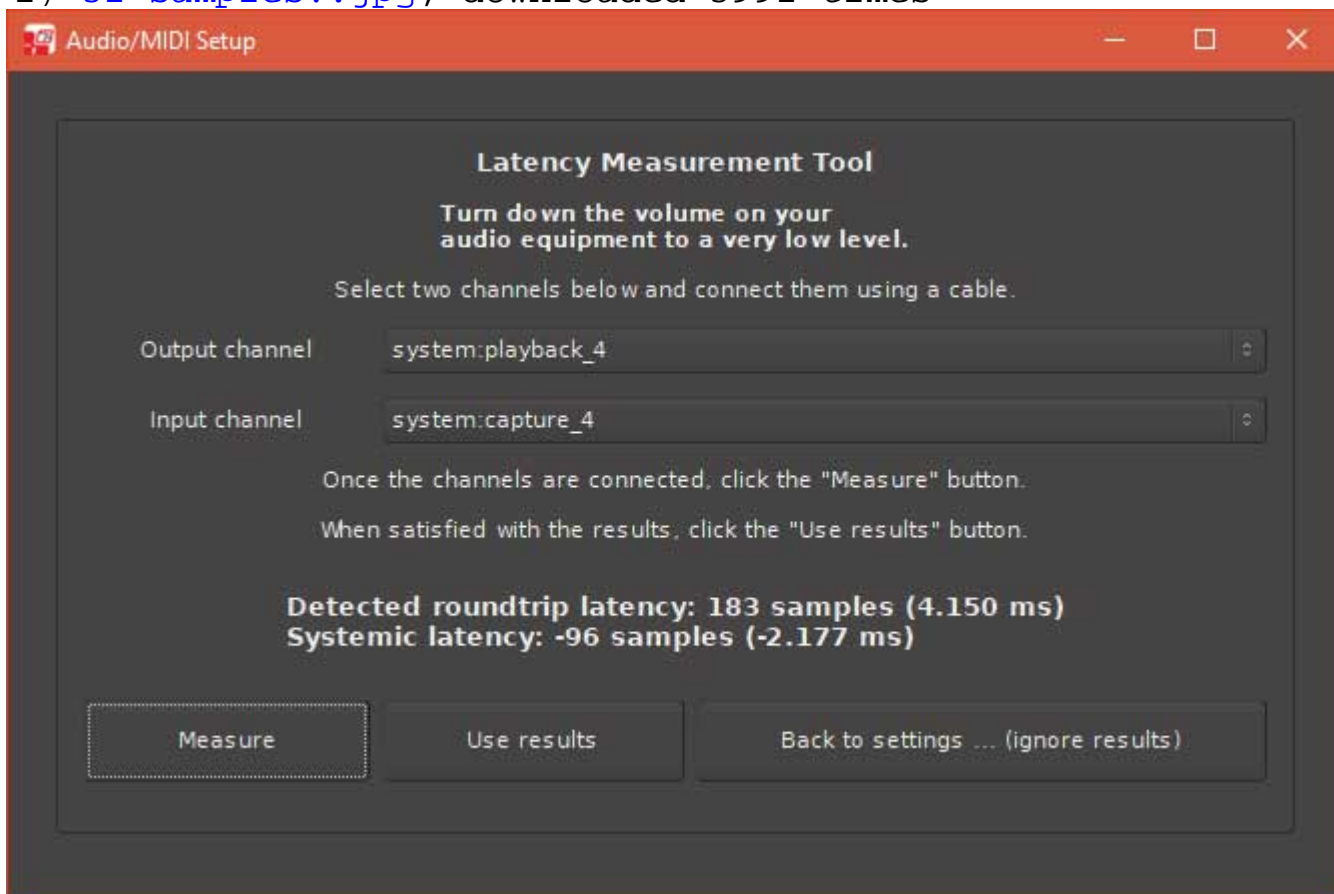 Audio/MIDI Setup
Latency Measurement Tool
Turn down the volume on your
audio equipment to a very low level.
Select two channels below and connect them using a cable.
Output channel system:playback_4
Input channel system:capture_4
Once the channels are connected, click the "Measure" button.
When satisfied with the results, click the "Use results" button.
Detected roundtrip latency: 183 samples (4.150 ms)
Systemic latency: -96 samples (-2.177 ms)
Measure Use results Back to settings ... (ignore results)